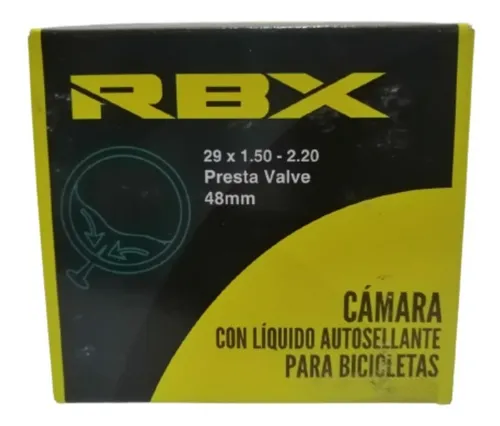 RBX
29 x 1.50 - 2.20
Presta Valve
48mm
CÁMARA
CON LÍQUIDO AUTOSELLANTE
PARA BICICLETAS